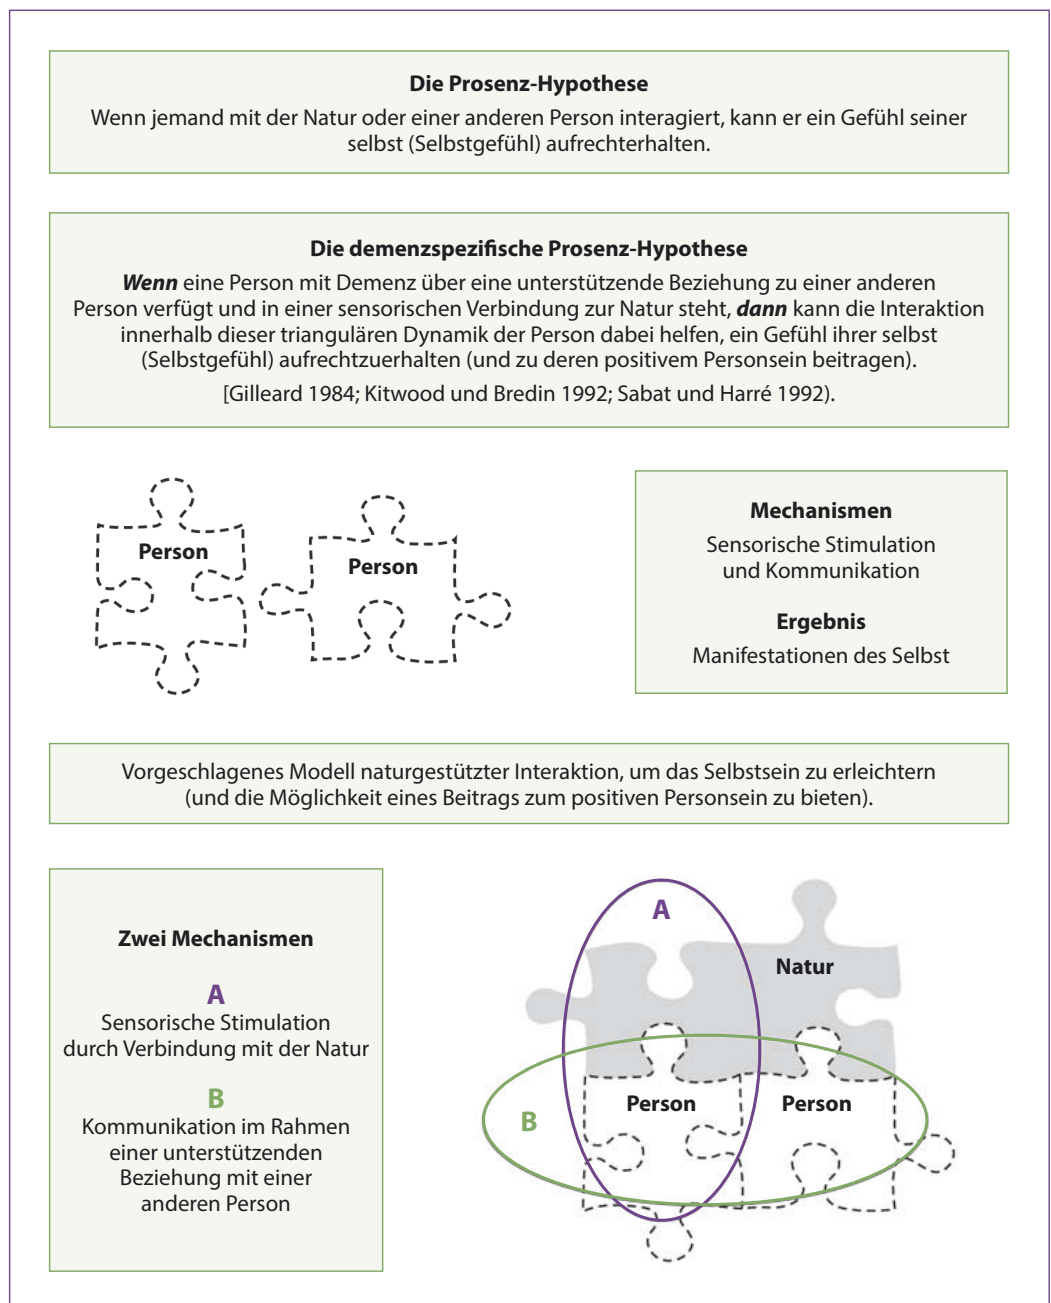 Die Prosenz-Hypothese
Wenn jemand mit der Natur oder einer anderen Person interagiert, kann er ein Gefühl seiner
selbst (Selbstgefühl) aufrechterhalten.
Die demenzspezifische Prosenz-Hypothese
Wenn eine Person mit Demenz über eine unterstützende Beziehung zu einer anderen
Person verfügt und in einer sensorischen Verbindung zur Natur steht, dann kann die Interaktion
innerhalb dieser triangulären Dynamik der Person dabei helfen, ein Gefühl ihrer selbst
(Selbstgefühl) aufrechtzuerhalten (und zu deren positivem Personsein beitragen).
[Gilleard 1984; Kitwood und Bredin 1992; Sabat und Harré 1992).
Person
Person
Mechanismen
Sensorische Stimulation
und Kommunikation
Ergebnis
Manifestationen des Selbst
Vorgeschlagenes Modell naturgestützter Interaktion, um das Selbstsein zu erleichtern
(und die Möglichkeit eines Beitrags zum positiven Personsein zu bieten).
Zwei Mechanismen
A
Sensorische Stimulation
durch Verbindung mit der Natur
B
Kommunikation im Rahmen
einer unterstützenden
Beziehung mit einer
anderen Person
A
Natur
Person
Person
B